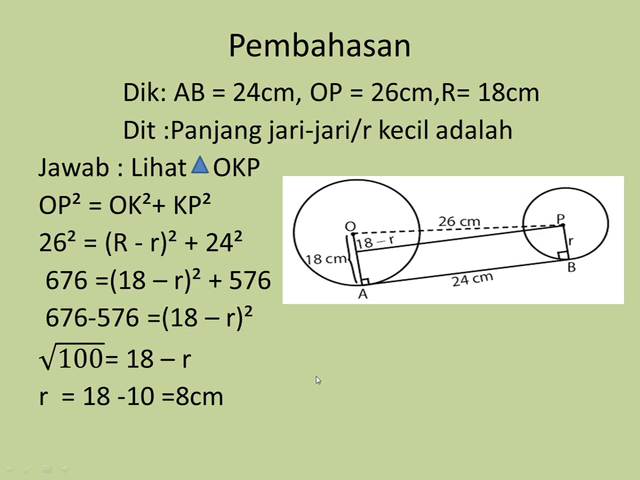 Pembahasan
Dik: AB = 24cm, OP = 26cm,R= 18cm
Dit :Panjang jari-jari/r kecil adalah
Jawab : Lihat OKP
OP² = OK²+ KP²
26² = (R - r)² + 24²
676 =(18 – r)² + 576
676-576 =(18 – r)²
√100= 18 – r
r = 18 -10 =8cm
O
26 cm
P
18 – r
18 cm
r
A
24 cm
B